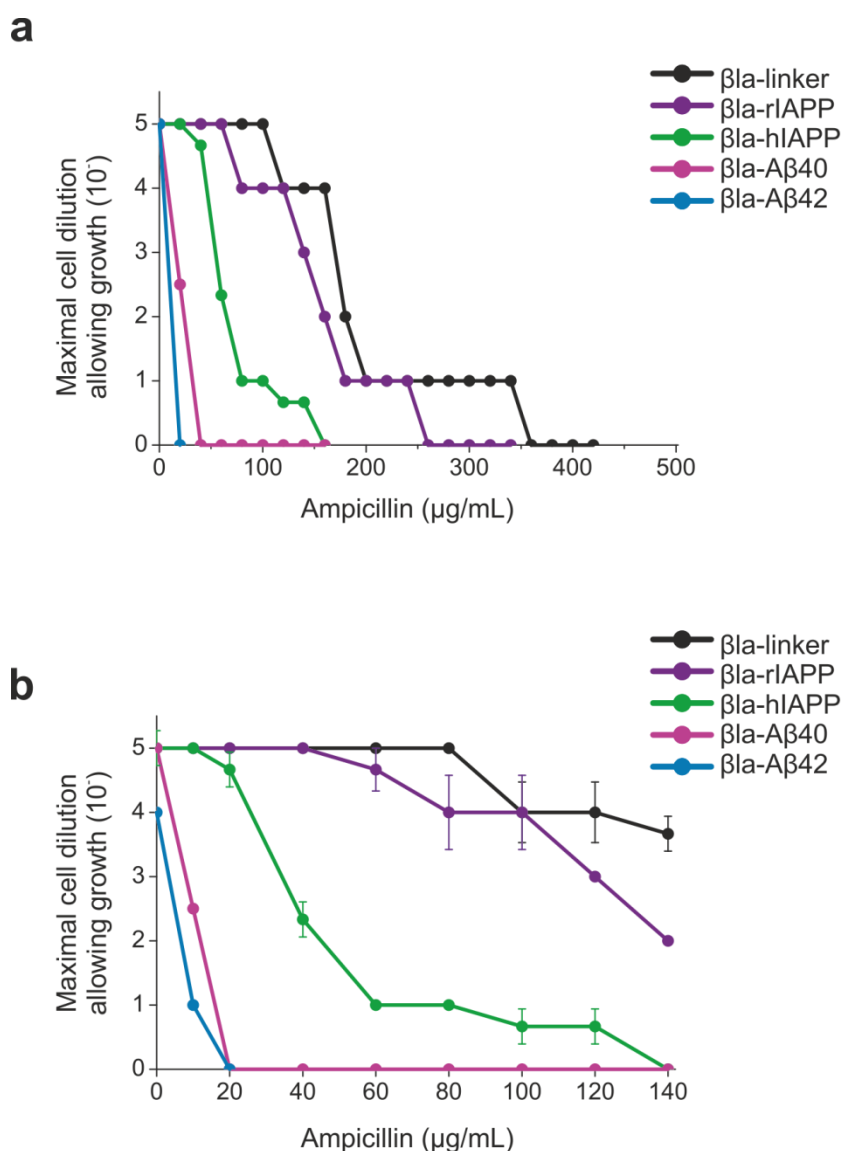 a
βla-linker
βla-rIAPP
βla-hIAPP
βla-Aβ40
βla-Aβ42
Maximal cell dilution
allowing growth (10⁻)
5
4
3
2
1
0
0 100 200 300 400 500
Ampicillin (μg/mL)
b
βla-linker
βla-rIAPP
βla-hIAPP
βla-Aβ40
βla-Aβ42
Maximal cell dilution
allowing growth (10⁻)
5
4
3
2
1
0
0 20 40 60 80 100 120 140
Ampicillin (μg/mL)